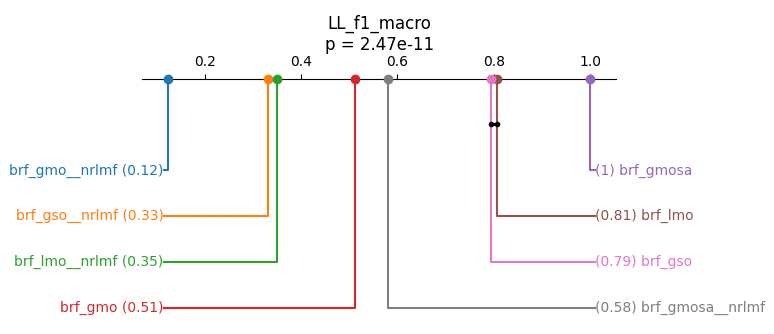 LL_f1_macro
p = 2.47e-11
0.2 0.4 0.6 0.8 1.0
brf_gmo__nrlmf (0.12) (1) brf_gmosa
brf_gso__nrlmf (0.33) (0.81) brf_lmo
brf_lmo__nrlmf (0.35) (0.79) brf_gso
brf_gmo (0.51) (0.58) brf_gmosa__nrlmf